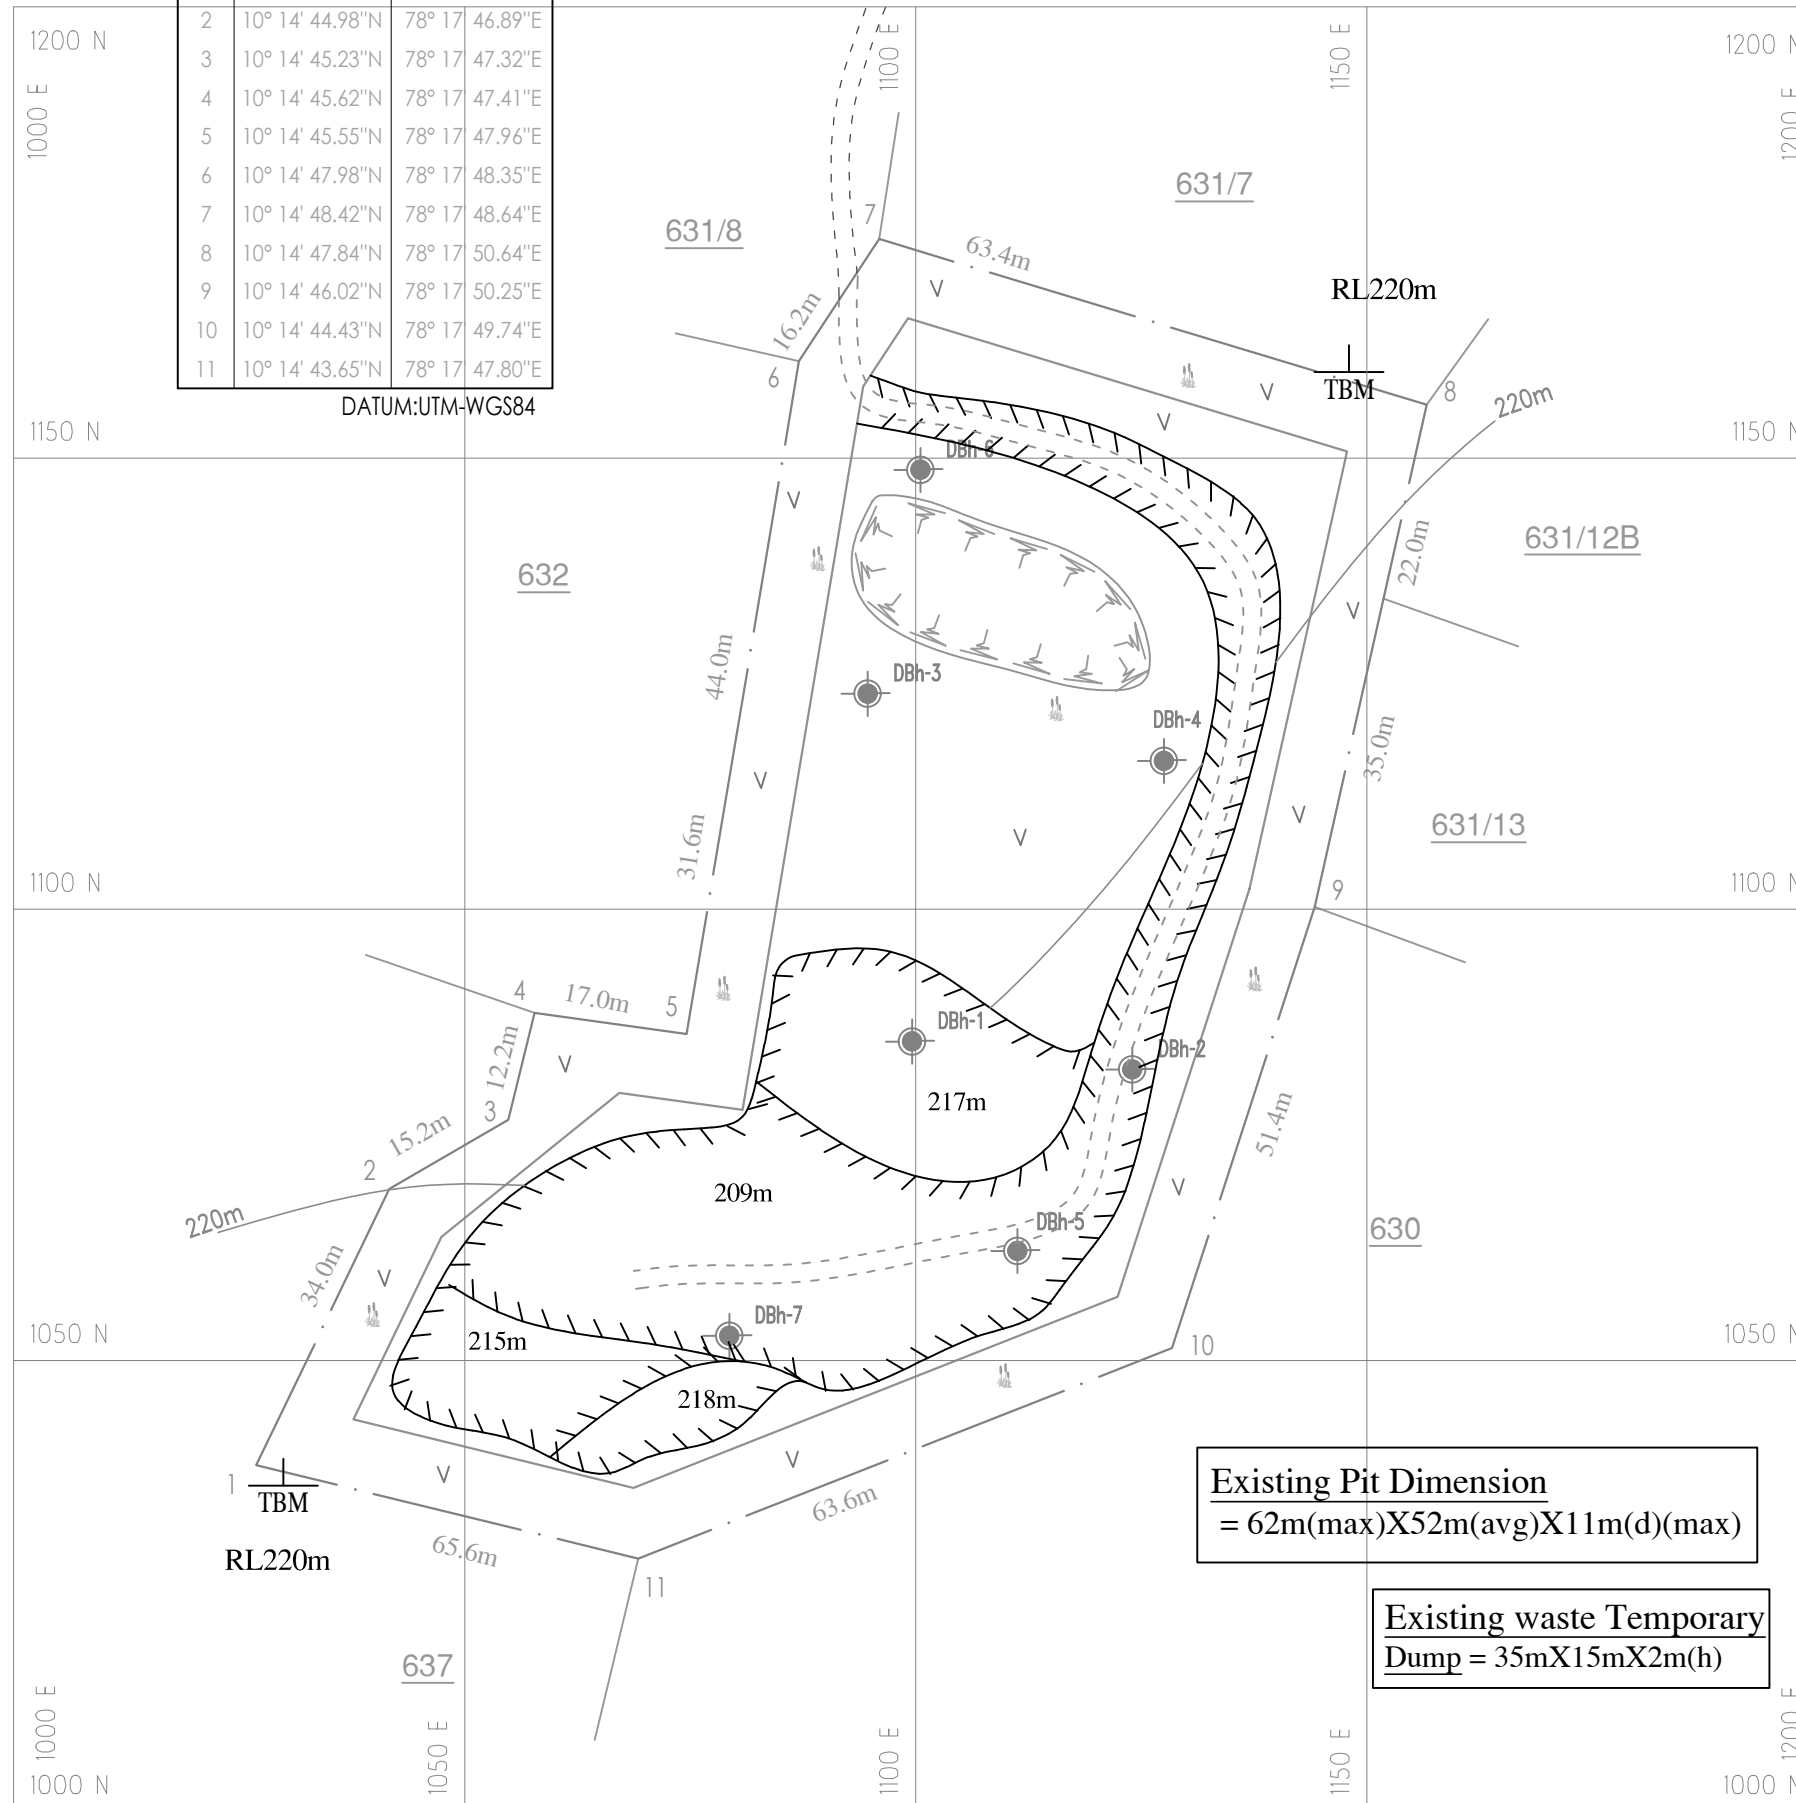 2 10° 14' 44.98"N 78° 17' 46.89"E
3 10° 14' 45.23"N 78° 17' 47.32"E
4 10° 14' 45.62"N 78° 17' 47.41"E
5 10° 14' 45.55"N 78° 17' 47.96"E
6 10° 14' 47.98"N 78° 17' 48.35"E
7 10° 14' 48.42"N 78° 17' 48.64"E
8 10° 14' 47.84"N 78° 17' 50.64"E
9 10° 14' 46.02"N 78° 17' 50.25"E
10 10° 14' 44.43"N 78° 17' 49.74"E
11 10° 14' 43.65"N 78° 17' 47.80"E
DATUM:UTM-WGS84
1200 N
1000 E
1100 E
1150 E
1200 N
1200 E
631/7
631/8
7
63.4m
RL220m
16.2m
6
TBM
8
220m
1150 N
1150 N
DBh-6
632
22.0m
631/12B
44.0m
DBh-3
DBh-4
35.0m
31.6m
631/13
1100 N
1100 N
9
4
17.0m
5
DBh-1
12.2m
DBh-2
217m
3
15.2m
51.4m
2
209m
220m
DBh-5
630
34.0m
DBh-7
1050 N
215m
10
1050 N
218m
1
TBM
63.6m
65.6m
RL220m
11
Existing Pit Dimension
= 62m(max)X52m(avg)X11m(d)(max)
Existing waste Temporary
Dump = 35mX15mX2m(h)
637
1000 E
1050 E
1100 E
1150 E
1200 E
1000 N
1000 N